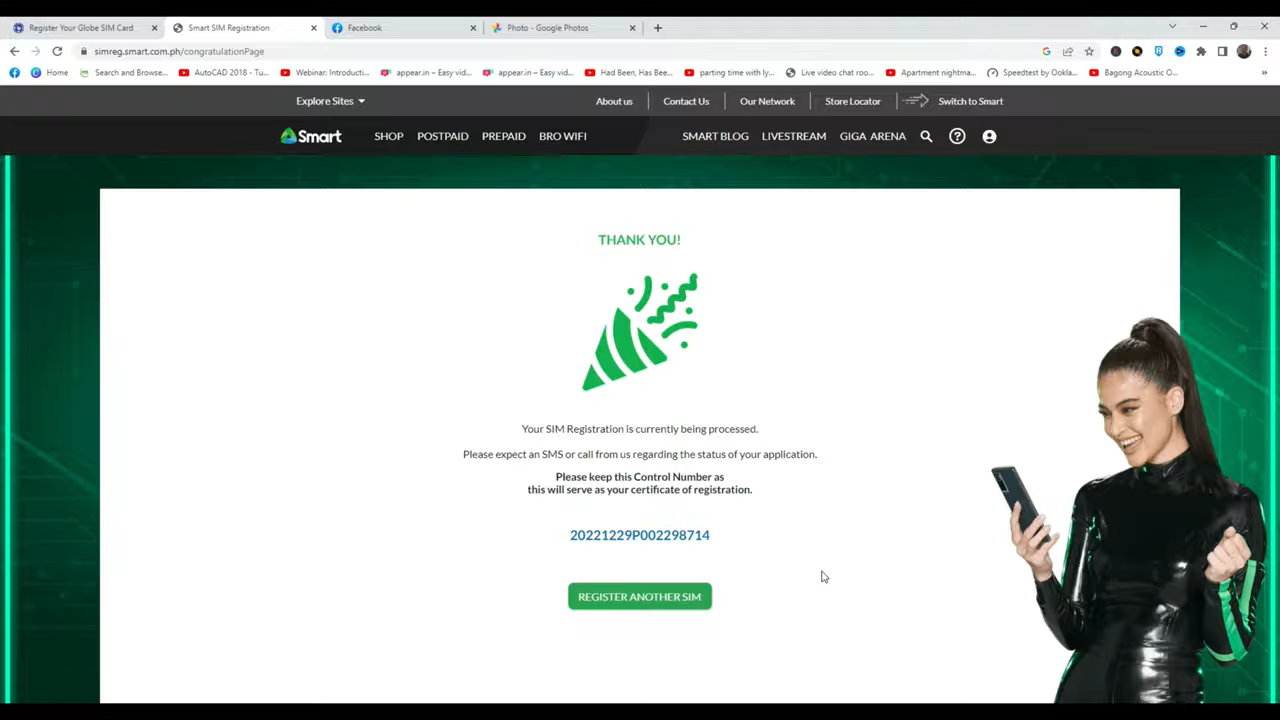 Register Your Globe SIM Card
Smart SIM Registration
Facebook
Photo - Google Photos
simreg.smart.com.ph/congratulationPage
Home
Search and Browse...
AutoCAD 2018 - Tu...
Webinar: Introducti...
appear.in – Easy vid...
appear.in – Easy vid...
Had Been, Has Bee...
parting time with ly...
Live video chat roo...
Apartment nightma...
Speedtest by Ookla...
Bagong Acoustic O...
Explore Sites
About us
Contact Us
Our Network
Store Locator
Switch to Smart
Smart
SHOP
POSTPAID
PREPAID
BRO WIFI
SMART BLOG
LIVESTREAM
GIGA ARENA
THANK YOU!
Your SIM Registration is currently being processed.
Please expect an SMS or call from us regarding the status of your application.
Please keep this Control Number as
this will serve as your certificate of registration.
20221229P002298714
REGISTER ANOTHER SIM